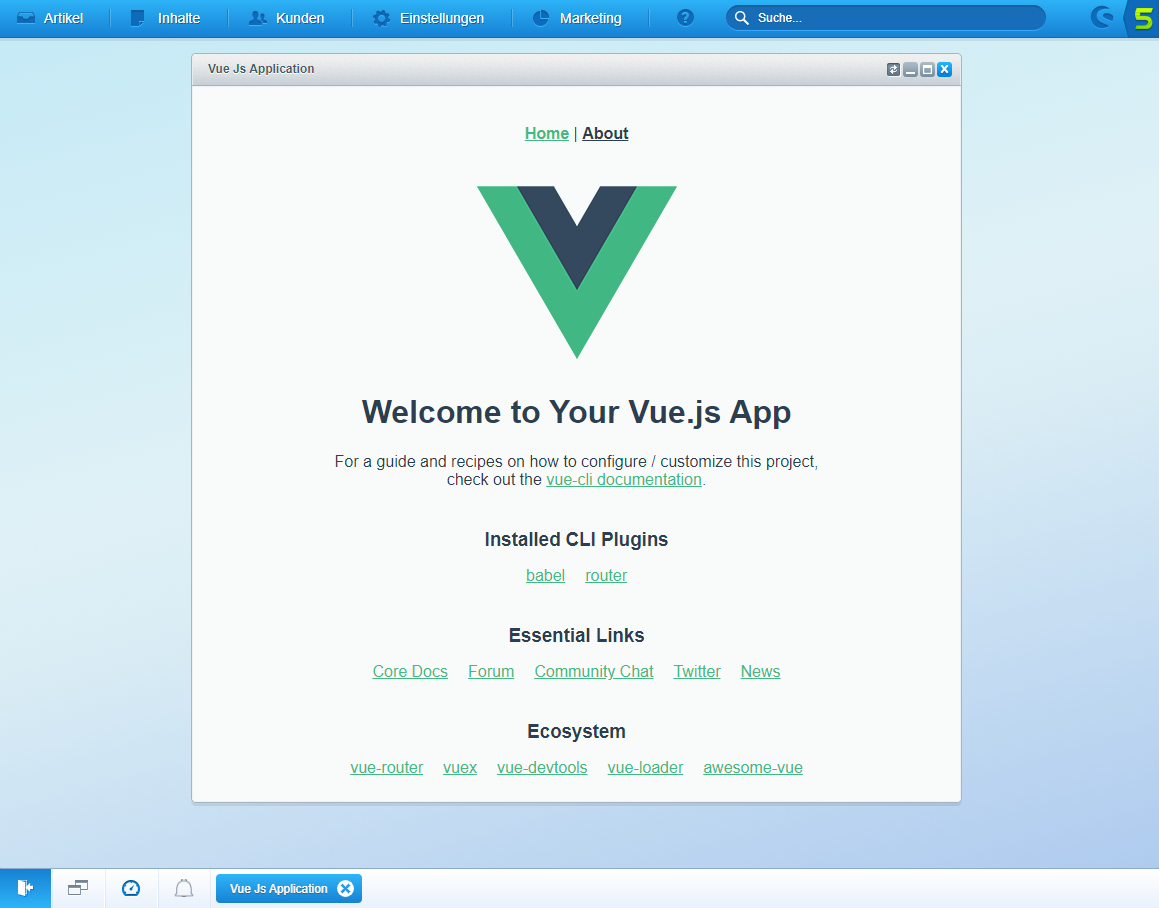 Artikel Inhalte Kunden Einstellungen Marketing ? Suche...
Vue Js Application
Home | About
Welcome to Your Vue.js App
For a guide and recipes on how to configure / customize this project,
check out the vue-cli documentation.
Installed CLI Plugins
babel router
Essential Links
Core Docs Forum Community Chat Twitter News
Ecosystem
vue-router vuex vue-devtools vue-loader awesome-vue
Vue Js Application